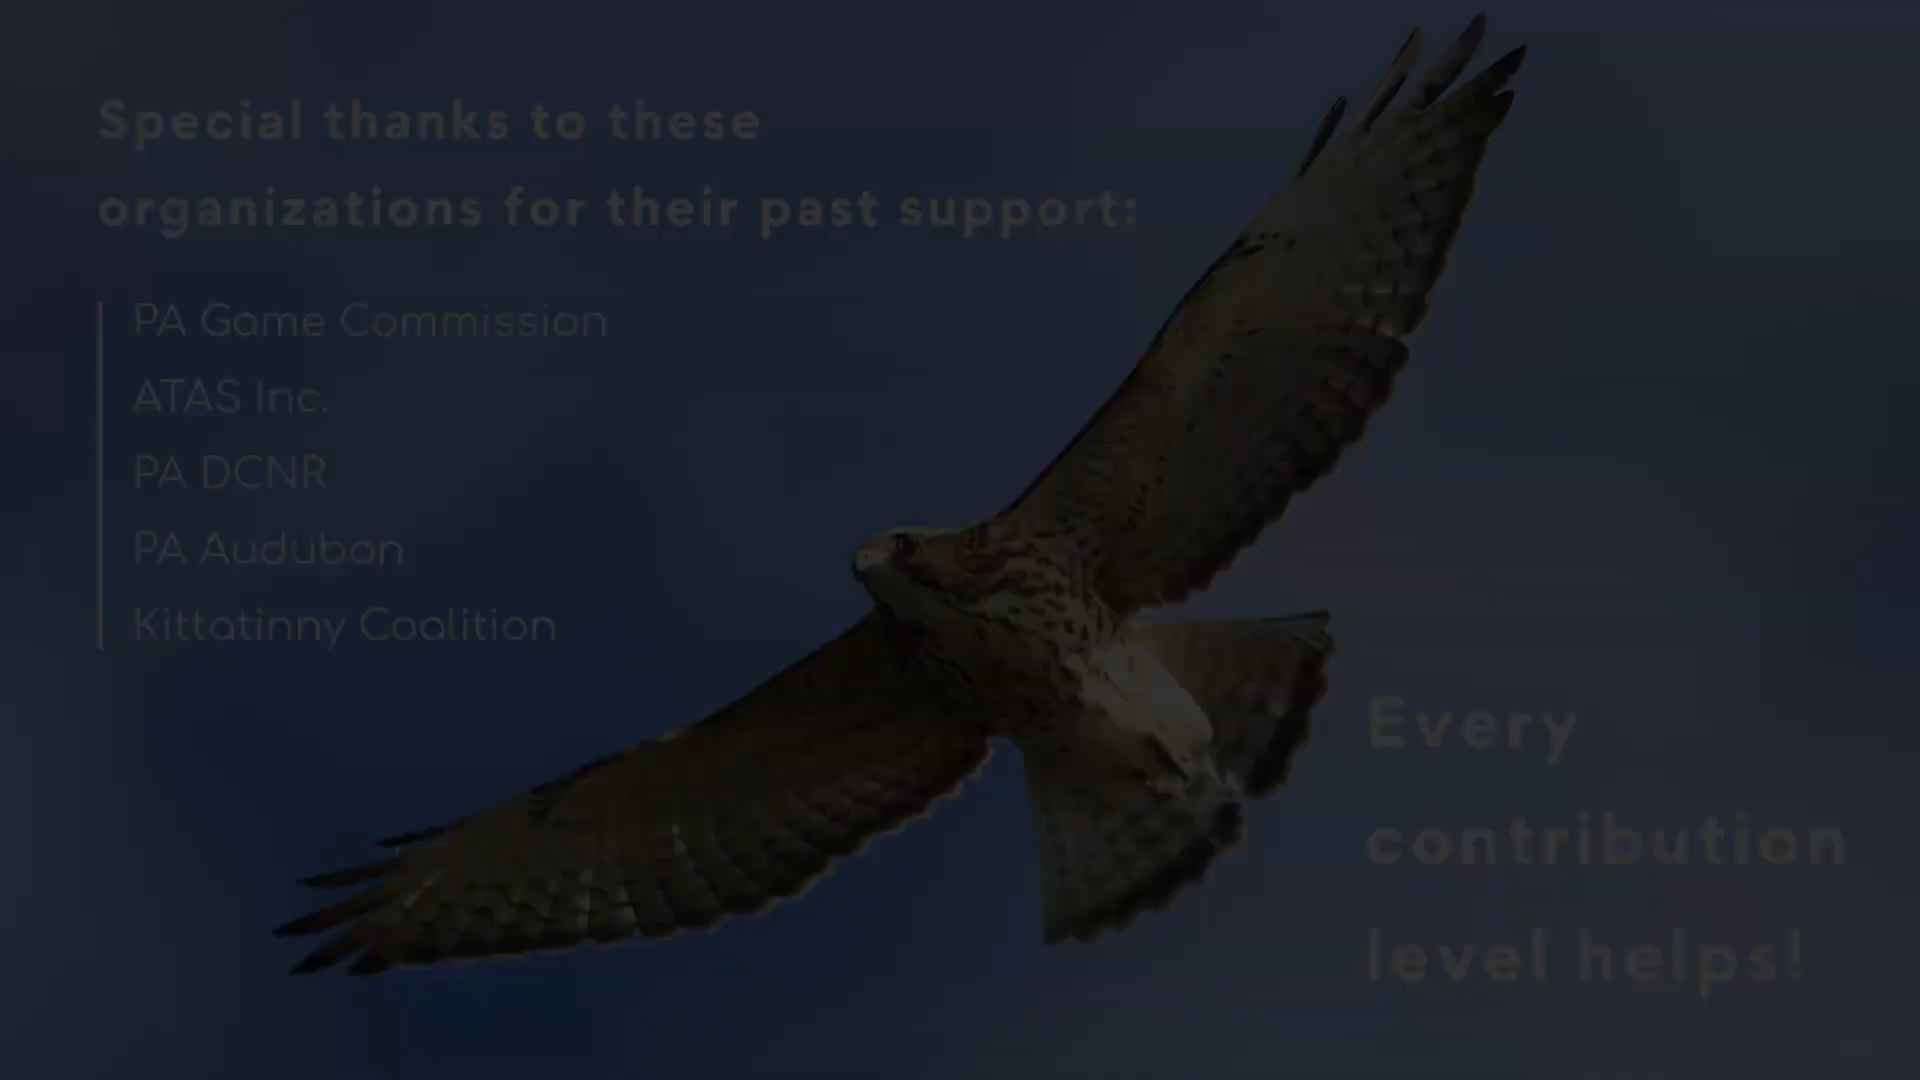 Special thanks to these
organizations for their past support:
PA Game Commission
ATAS Inc.
PA DCNR
PA Audubon
Kittatinny Coalition
Every
contribution
level helps!